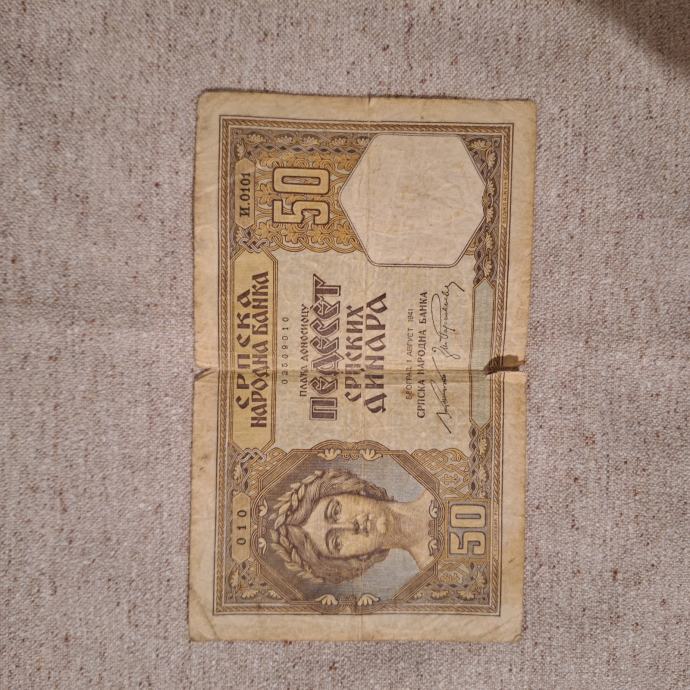 СРПСКА
НАРОДНА БАНКА
010
И.0101
02509010
50
ПЛАЋА ДОНОСИОЦУ
ПЕДЕСЕТ
СРПСКИХ
ДИНАРА
БЕОГРАД 1 АВГУСТ 1941
СРПСКА НАРОДНА БАНКА
50